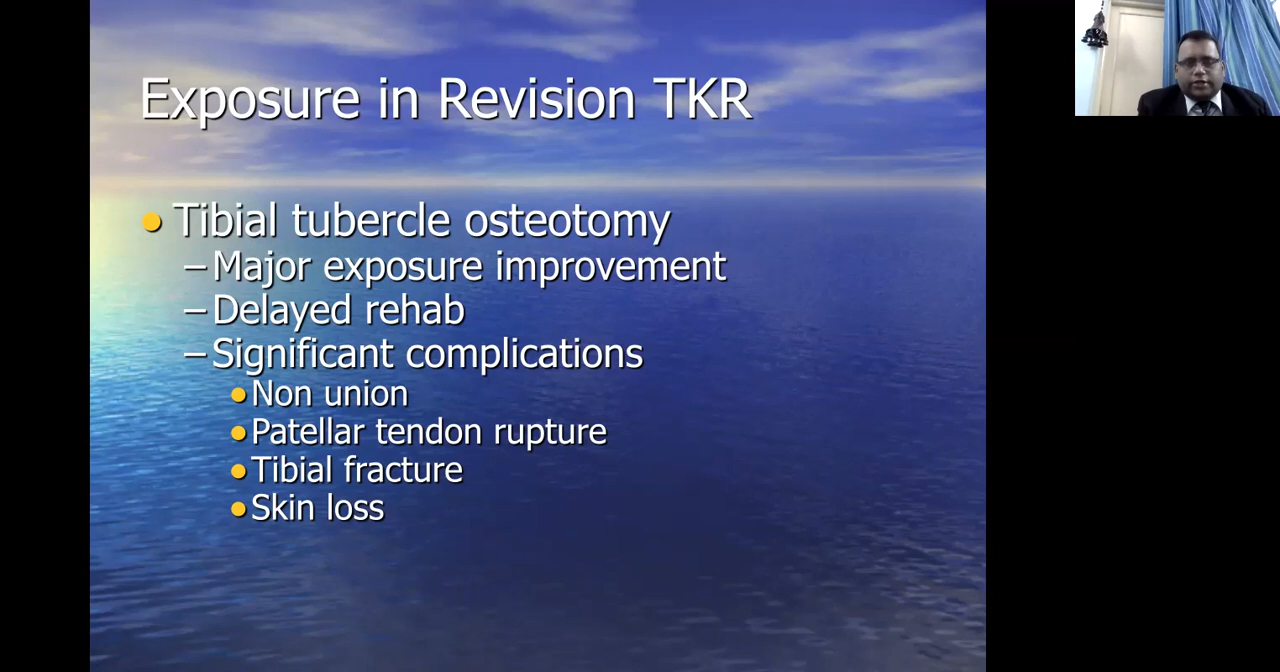 Exposure in Revision TKR
• Tibial tubercle osteotomy
– Major exposure improvement
– Delayed rehab
– Significant complications
• Non union
• Patellar tendon rupture
• Tibial fracture
• Skin loss